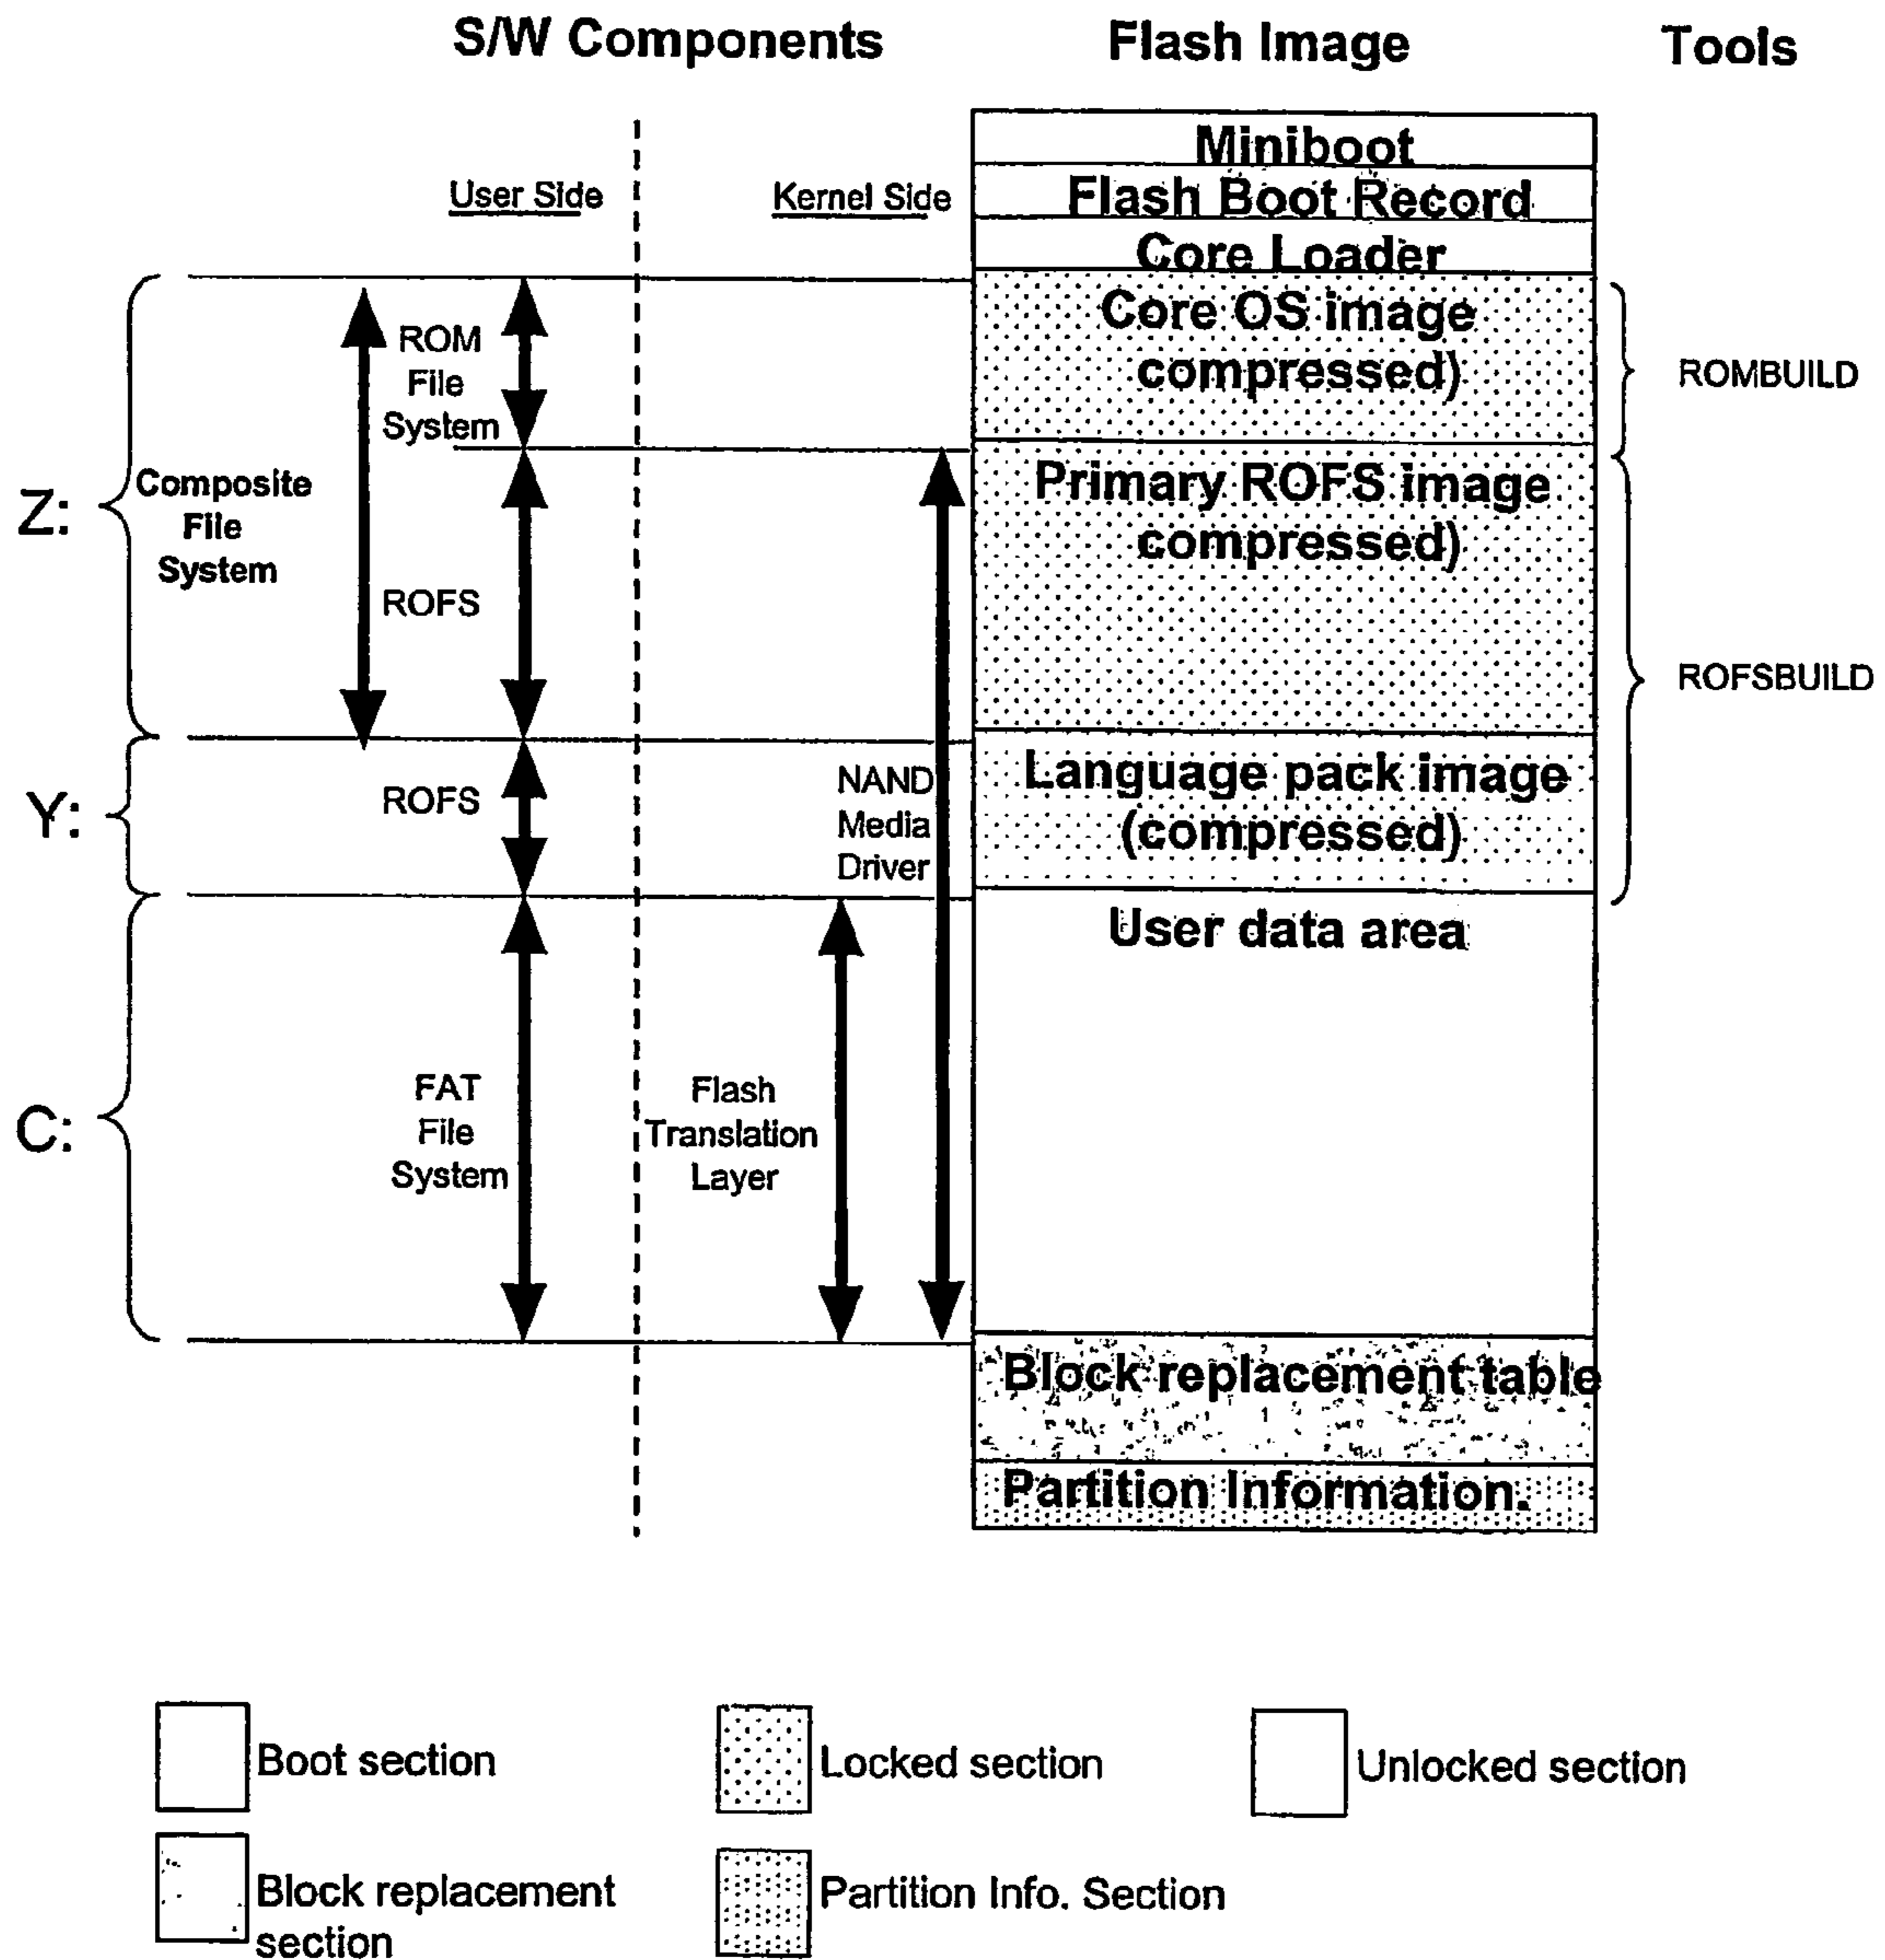 S/W Components
Flash Image
Tools
User Side
Kernel Side
Miniboot
Flash Boot Record
Core Loader
Core OS image
compressed)
ROMBUILD
ROM
File
System
Z:
Composite
File
System
ROFS
Primary ROFS image
compressed)
ROFSBUILD
Y:
ROFS
NAND
Media
Driver
Language pack image
(compressed)
User data area
C:
FAT
File
System
Flash
Translation
Layer
Block replacement table
Partition Information.
Boot section
Locked section
Unlocked section
Block replacement
section
Partition Info. Section